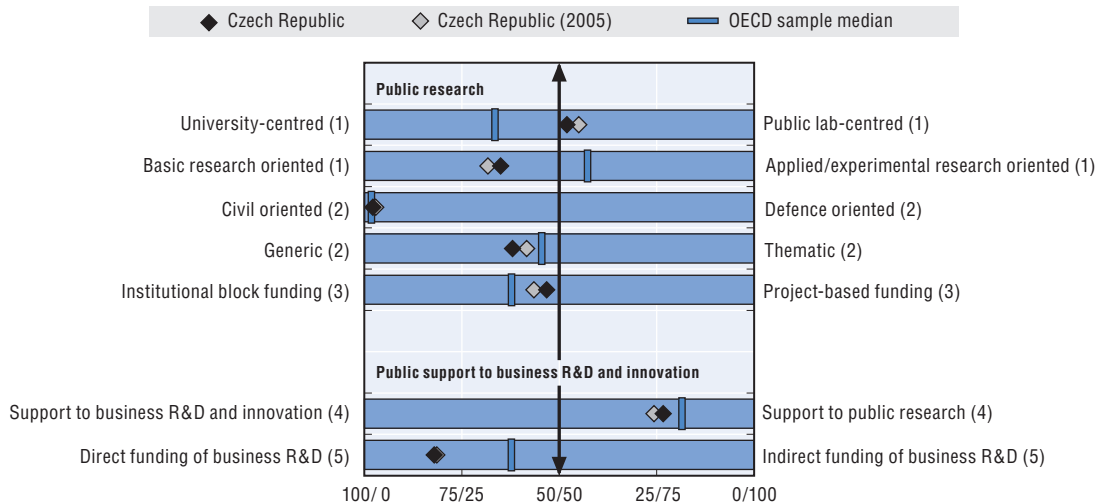 Czech Republic Czech Republic (2005) OECD sample median
Public research
University-centred (1) Public lab-centred (1)
Basic research oriented (1) Applied/experimental research oriented (1)
Civil oriented (2) Defence oriented (2)
Generic (2) Thematic (2)
Institutional block funding (3) Project-based funding (3)
Public support to business R&D and innovation
Support to business R&D and innovation (4) Support to public research (4)
Direct funding of business R&D (5) Indirect funding of business R&D (5)
100/ 0 75/25 50/50 25/75 0/100